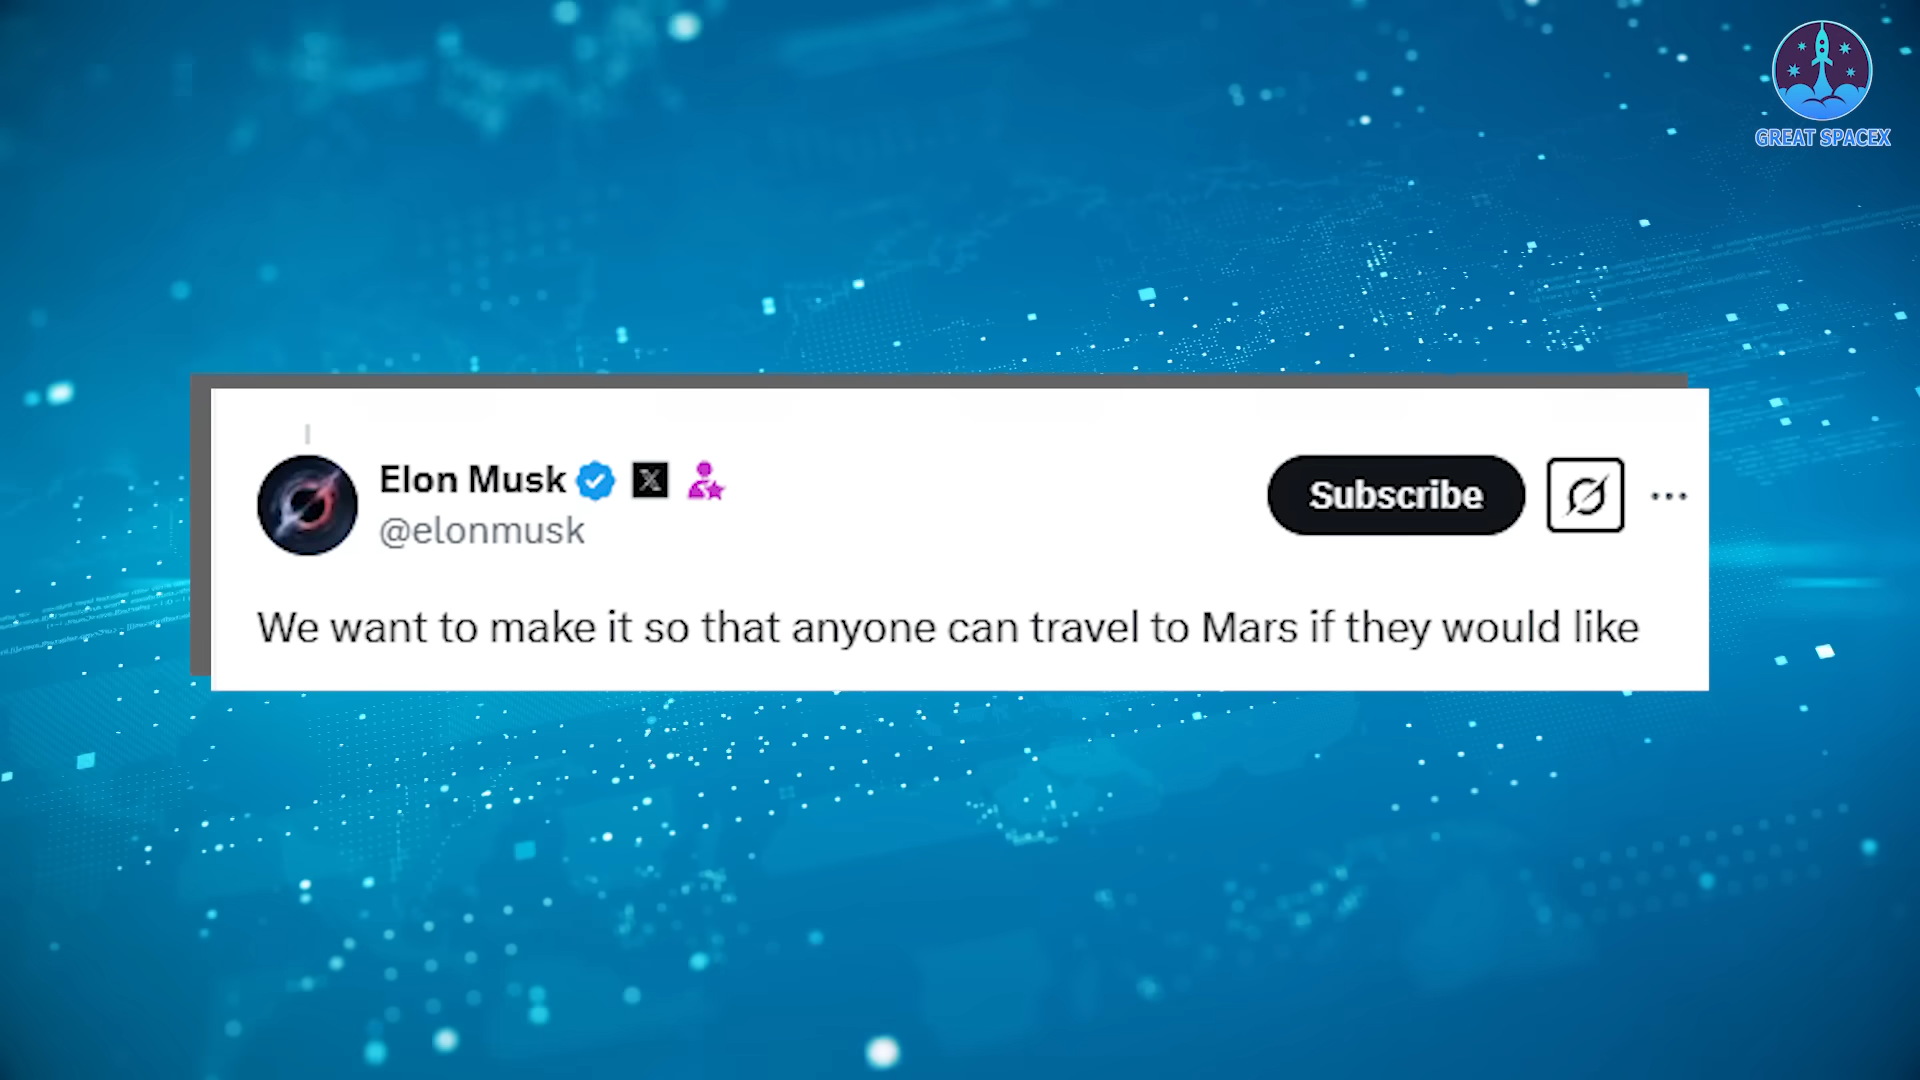 GREAT SPACEX
Elon Musk
@elonmusk
Subscribe
We want to make it so that anyone can travel to Mars if they would like